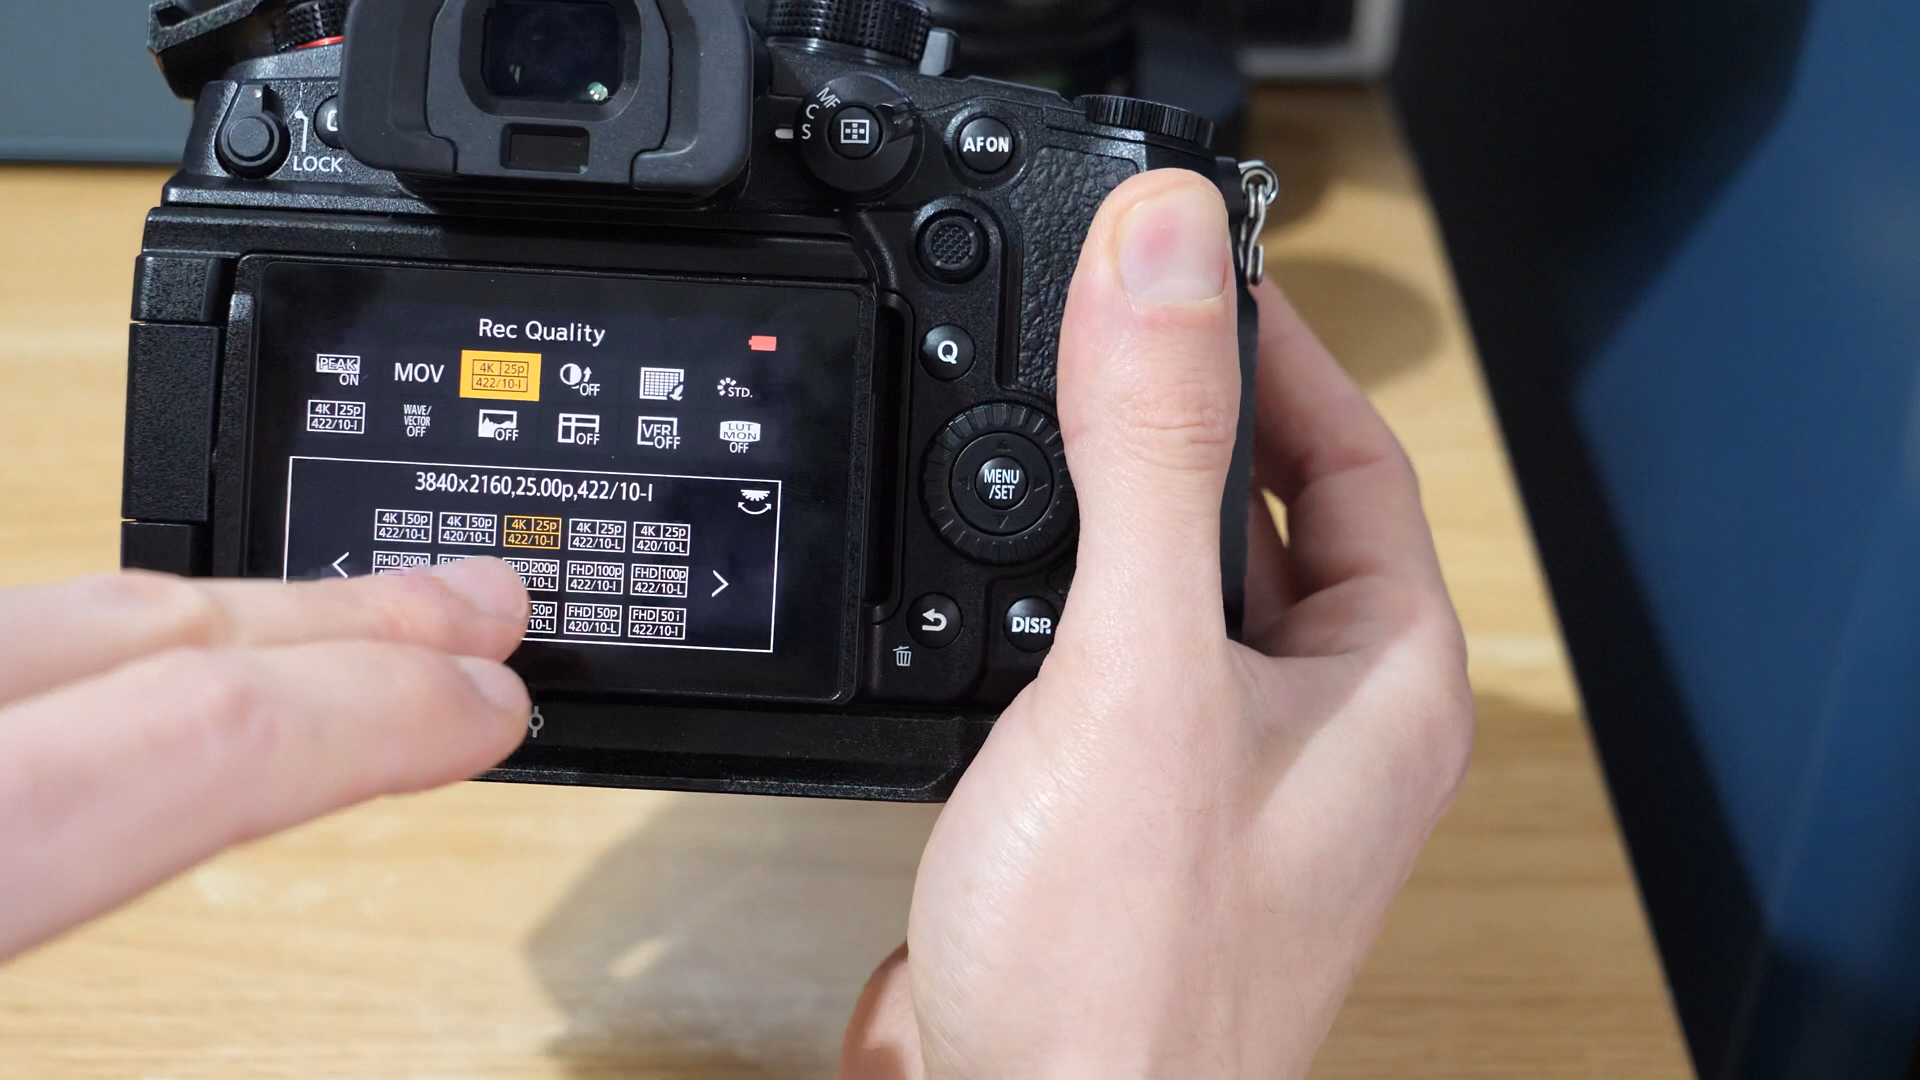 MF
C
S
AF ON
LOCK
Rec Quality
PEAK
ON
MOV
4K 25p
422/10-I
OFF
STD.
4K 25p
422/10-I
WAVE/
VECTOR
OFF
OFF
OFF
VFR
OFF
LUT
MON
OFF
3840x2160,25.00p,422/10-I
4K 50p
422/10-L
4K 50p
420/10-L
4K 25p
422/10-I
4K 25p
422/10-L
4K 25p
420/10-L
FHD 200p
FHD 200p
10-L
FHD 100p
422/10-I
FHD 100p
422/10-L
50p
10-L
FHD 50p
420/10-L
FHD 50i
422/10-I
Q
MENU
/SET
DISP.